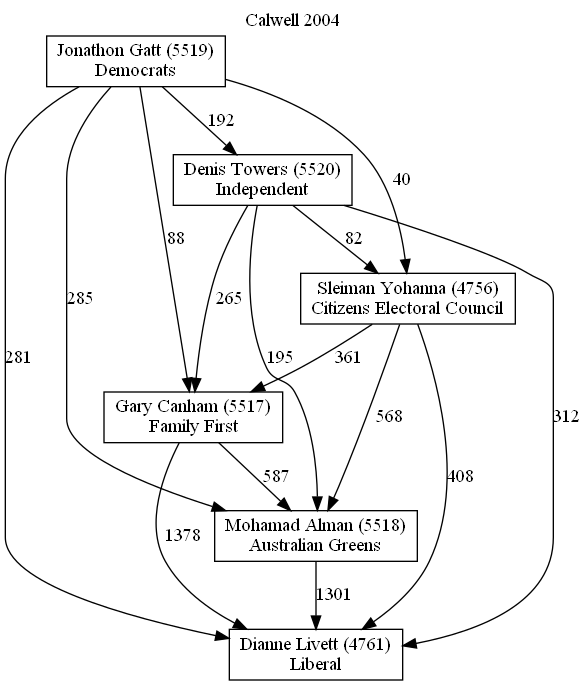 Calwell 2004
Jonathon Gatt (5519)
Democrats
192
Denis Towers (5520)
Independent
40
88
82
Sleiman Yohanna (4756)
Citizens Electoral Council
285
265
281
195
361
312
Gary Canham (5517)
Family First
568
587
408
1378
Mohamad Alman (5518)
Australian Greens
1301
Dianne Livett (4761)
Liberal